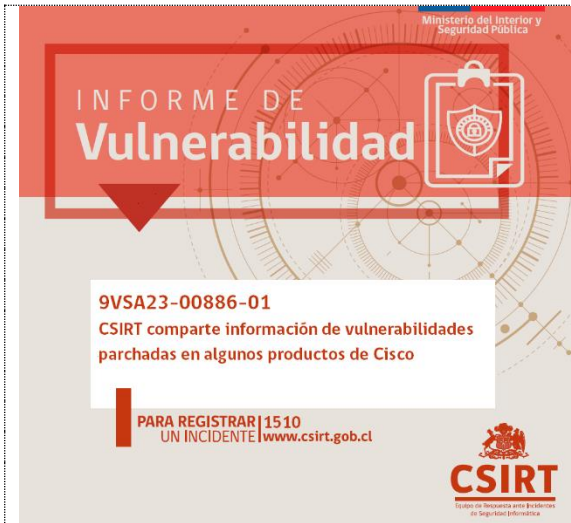 Ministerio del Interior y
Seguridad Pública
INFORME DE
Vulnerabilidad
9VSA23-00886-01
CSIRT comparte información de vulnerabilidades
parchadas en algunos productos de Cisco
PARA REGISTRAR | 1510
UN INCIDENTE | www.csirt.gob.cl
CSIRT
Equipo de Respuesta ante Incidentes
de Seguridad Informática